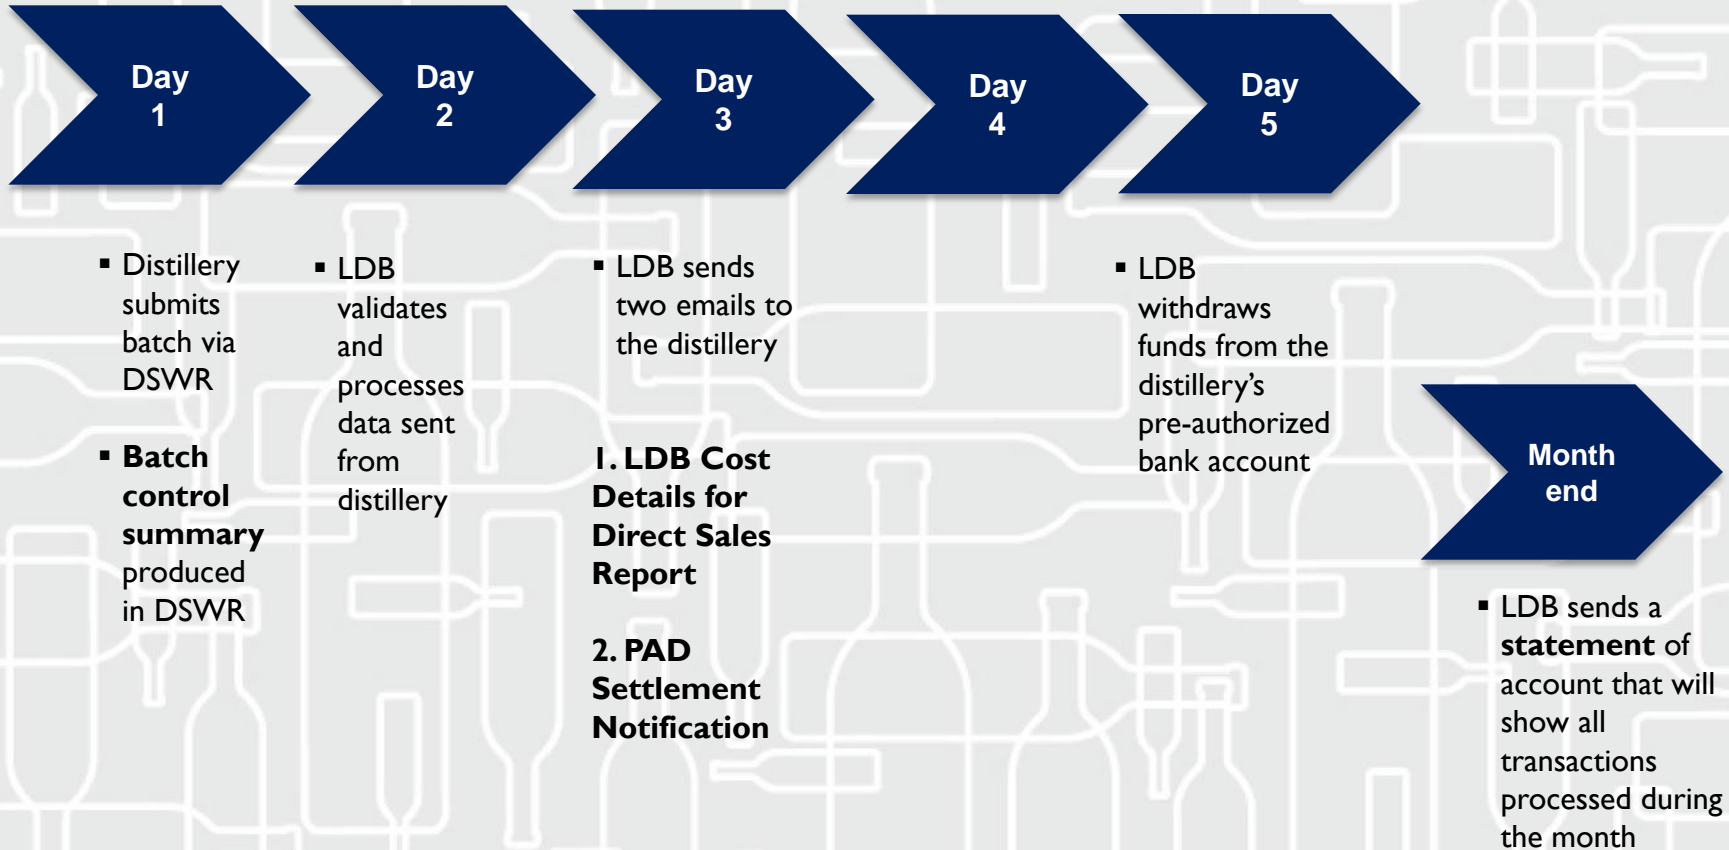 Day
1
Day
2
Day
3
Day
4
Day
5
▪ Distillery
submits
batch via
DSWR
▪ Batch
control
summary
produced
in DSWR
▪ LDB
validates
and
processes
data sent
from
distillery
▪ LDB sends
two emails to
the distillery
1. LDB Cost
Details for
Direct Sales
Report
2. PAD
Settlement
Notification
▪ LDB
withdraws
funds from the
distillery’s
pre-authorized
bank account
Month
end
▪ LDB sends a
statement of
account that will
show all
transactions
processed during
the month